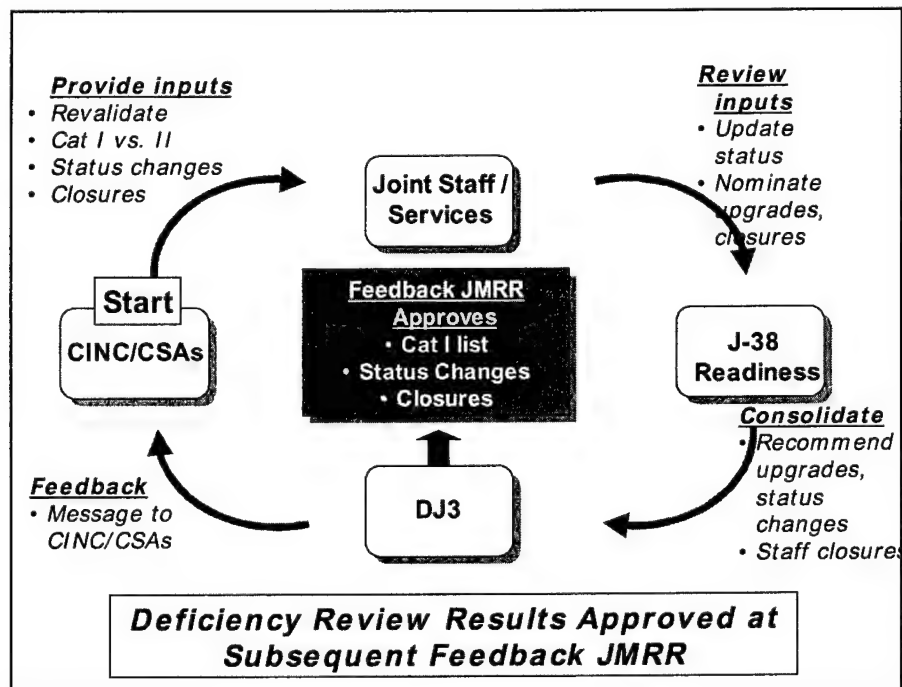 Provide inputs
• Revalidate
• Cat I vs. II
• Status changes
• Closures
Review
inputs
• Update
status
• Nominate
upgrades,
closures
Joint Staff /
Services
Start
CINC/CSAs
Feedback JMRR
Approves
• Cat I list
• Status Changes
• Closures
J-38
Readiness
Consolidate
• Recommend
upgrades,
status
changes
• Staff closures
DJ3
Feedback
• Message to
CINC/CSAs
Deficiency Review Results Approved at
Subsequent Feedback JMRR